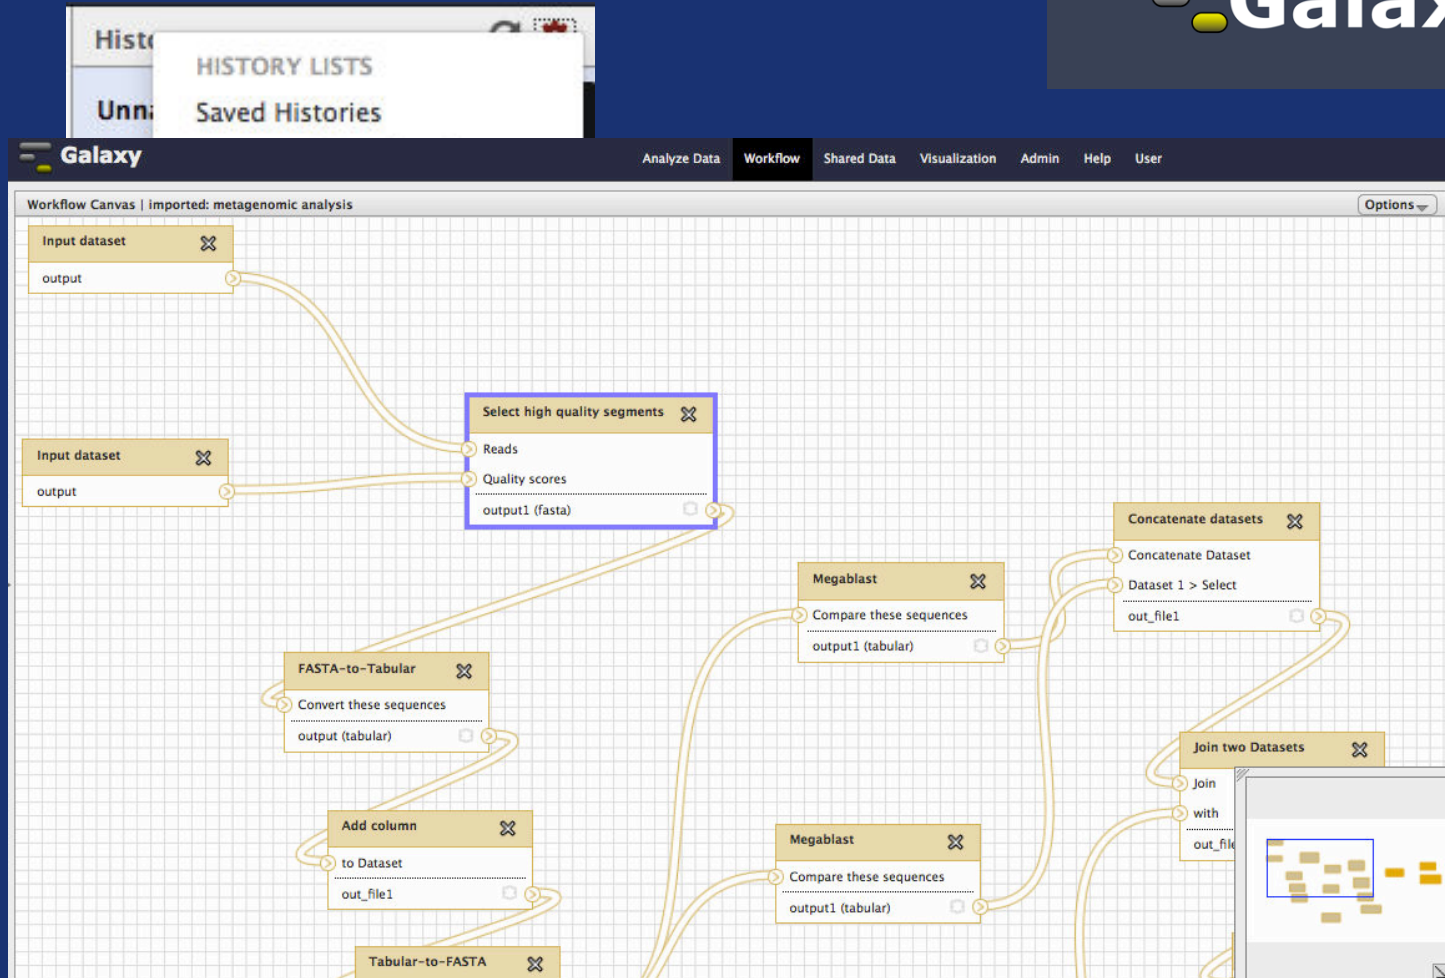 Histo
HISTORY LISTS
Unna
Saved Histories
Galax
Galaxy
Analyze Data Workflow Shared Data Visualization Admin Help User
Workflow Canvas | imported: metagenomic analysis
Options
Input dataset
output
Input dataset
output
Select high quality segments
Reads
Quality scores
output1 (fasta)
FASTA-to-Tabular
Convert these sequences
output (tabular)
Add column
to Dataset
out_file1
Tabular-to-FASTA
Megablast
Compare these sequences
output1 (tabular)
Megablast
Compare these sequences
output1 (tabular)
Concatenate datasets
Concatenate Dataset
Dataset 1 > Select
out_file1
Join two Datasets
Join
with
out_file